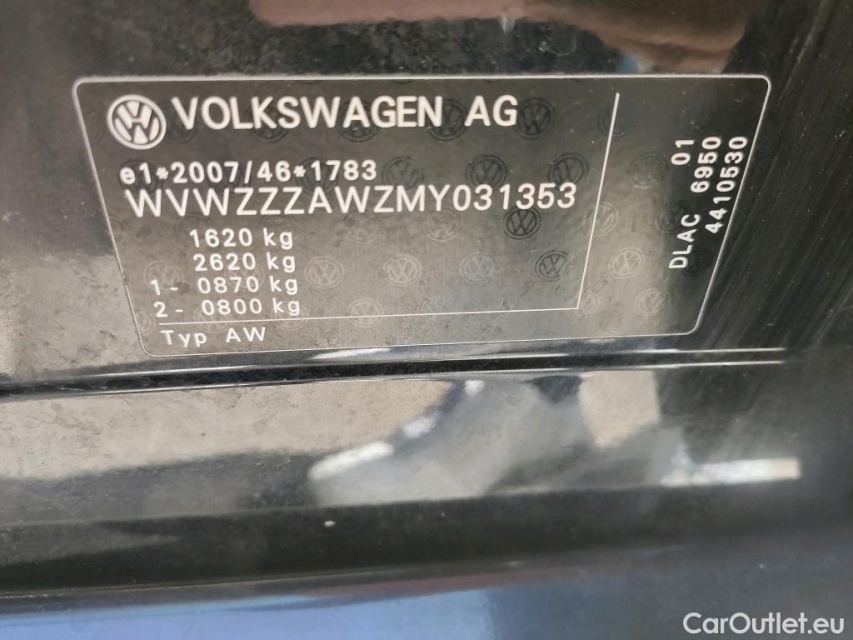 VOLKSWAGEN AG
e1*2007/46*1783
WVWZZZAWZMY031353
1620 kg
2620 kg
1 - 0870 kg
2 - 0800 kg
Typ AW
01
DLAC 6950
4410530
CarOutlet.eu